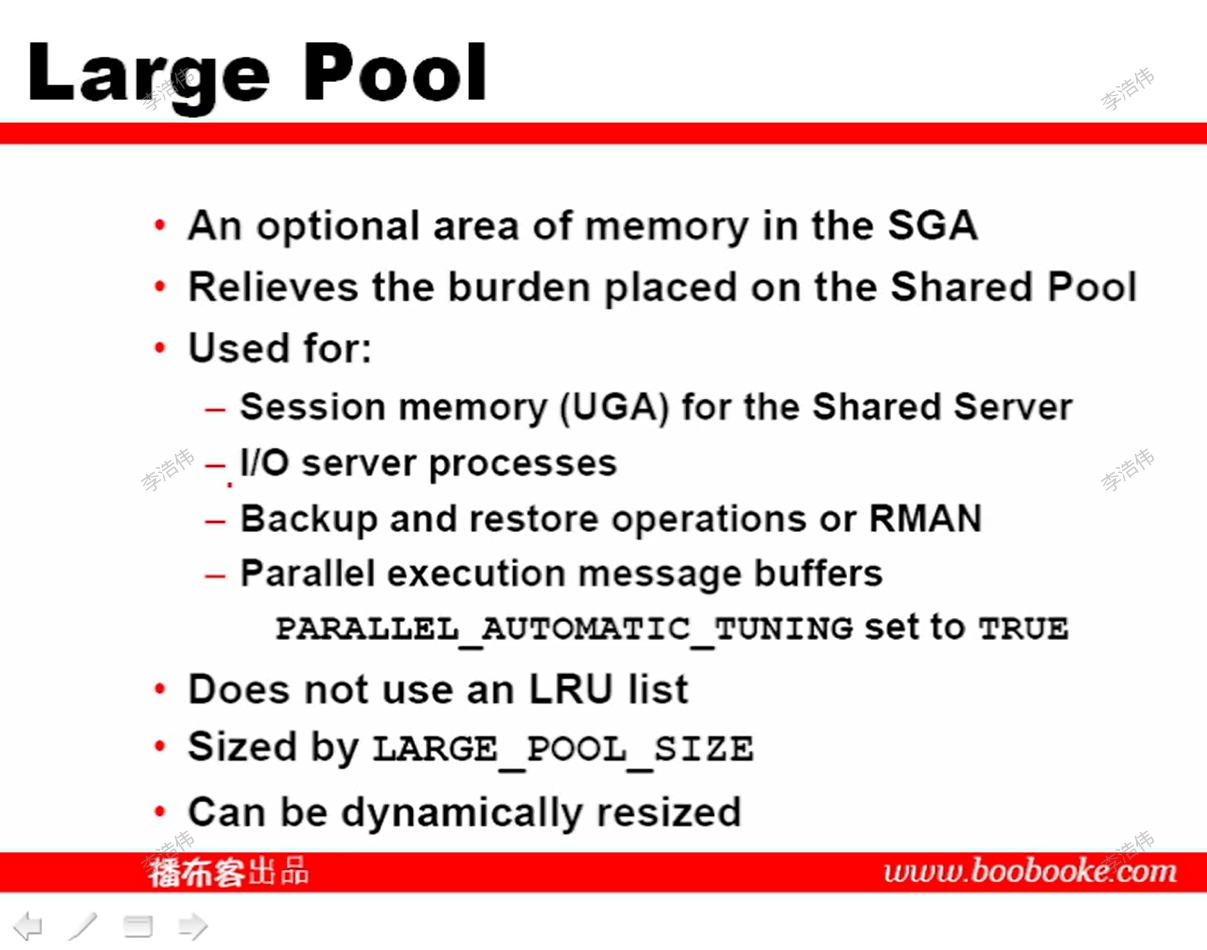 Large Pool
李浩伟
李浩伟
• An optional area of memory in the SGA
• Relieves the burden placed on the Shared Pool
• Used for:
– Session memory (UGA) for the Shared Server
– I/O server processes
李浩伟
李浩伟
– Backup and restore operations or RMAN
– Parallel execution message buffers
PARALLEL_AUTOMATIC_TUNING set to TRUE
• Does not use an LRU list
• Sized by LARGE_POOL_SIZE
• Can be dynamically resized
李浩伟
李浩伟
播布客出品
www.boobooke.com